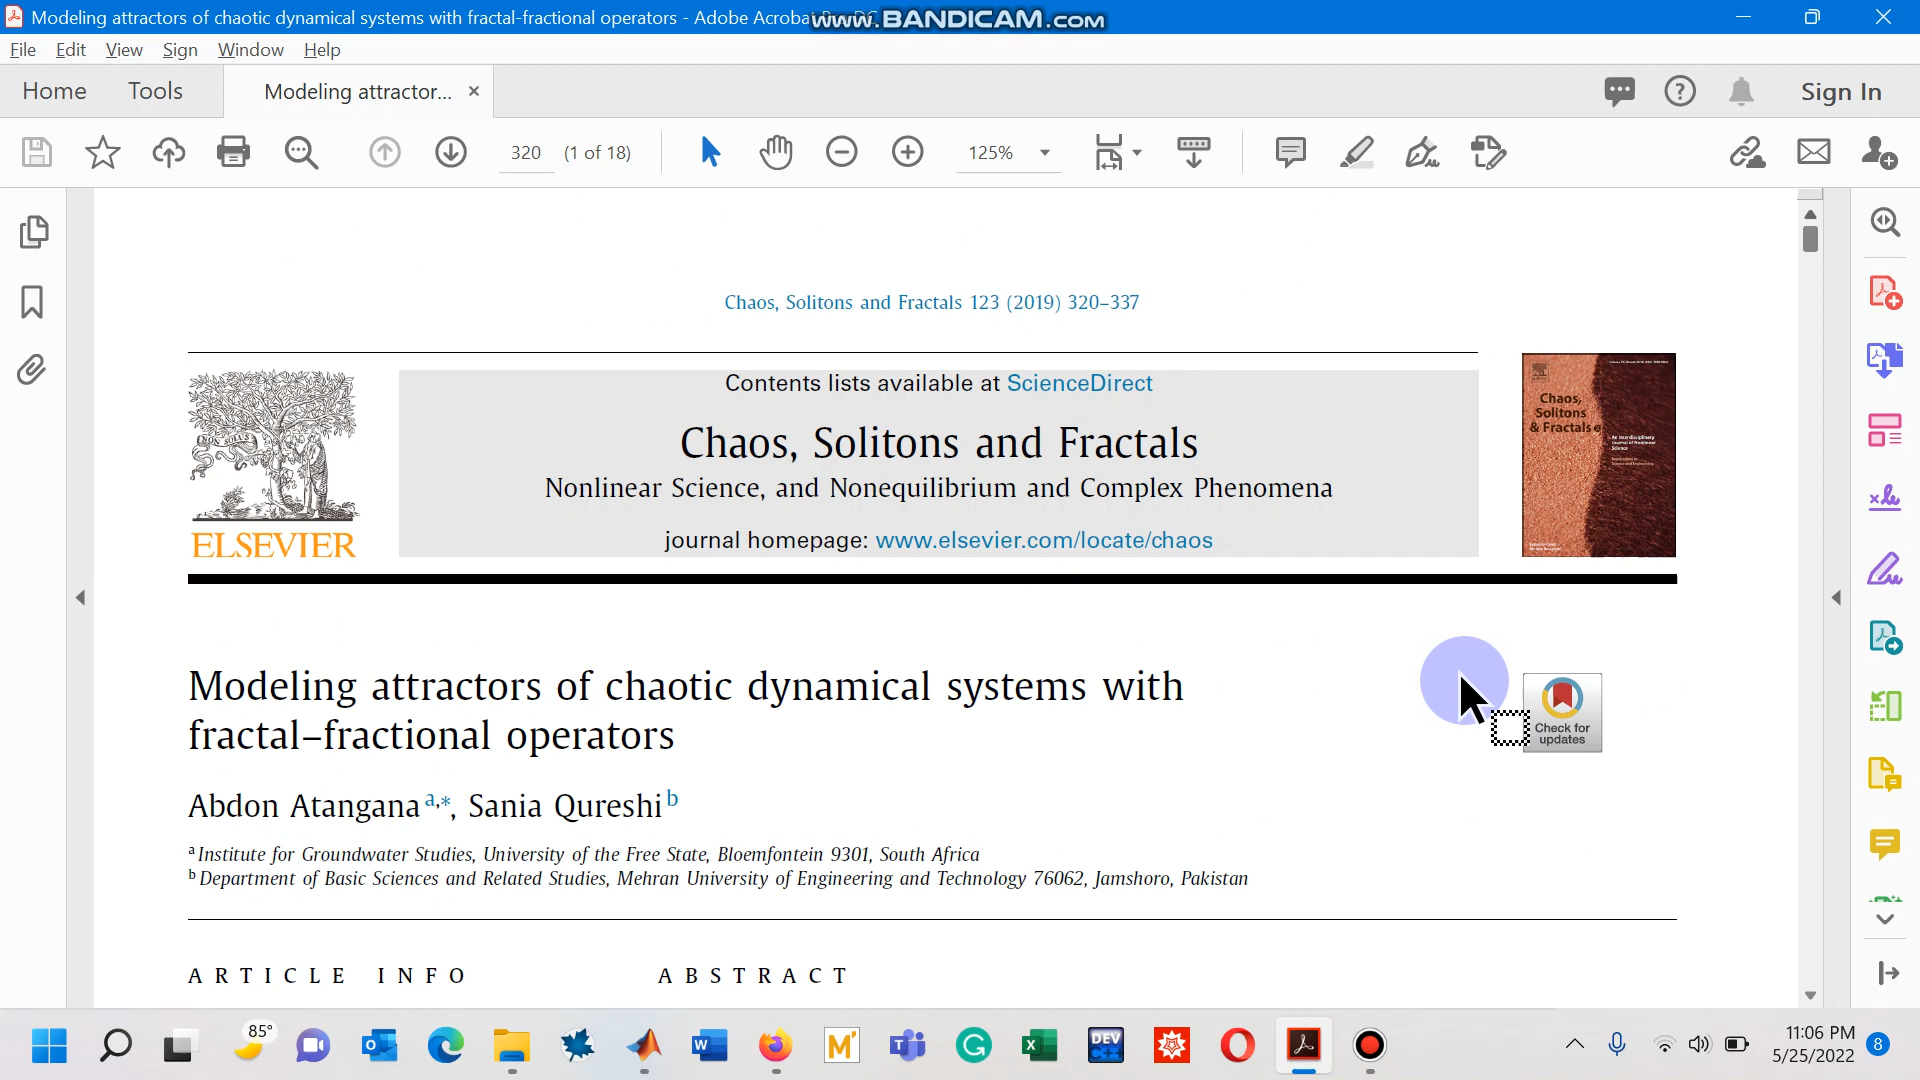 Modeling attractors of chaotic dynamical systems with fractal-fractional operators - Adobe Acroba
www.BANDICAM.com
File Edit View Sign Window Help
Home Tools Modeling attractor... ×
Sign In
320 (1 of 18) 125%
Chaos, Solitons and Fractals 123 (2019) 320–337
Contents lists available at ScienceDirect
Chaos, Solitons and Fractals
Nonlinear Science, and Nonequilibrium and Complex Phenomena
journal homepage: www.elsevier.com/locate/chaos
NON SOLUS
ELSEVIER
Chaos,
Solitons
& Fractals
Modeling attractors of chaotic dynamical systems with
fractal–fractional operators
Check for
updates
Abdon Atangana a,*, Sania Qureshi b
a Institute for Groundwater Studies, University of the Free State, Bloemfontein 9301, South Africa
b Department of Basic Sciences and Related Studies, Mehran University of Engineering and Technology 76062, Jamshoro, Pakistan
ARTICLE INFO
ABSTRACT
85°
DEV
C++
11:06 PM
5/25/2022
8